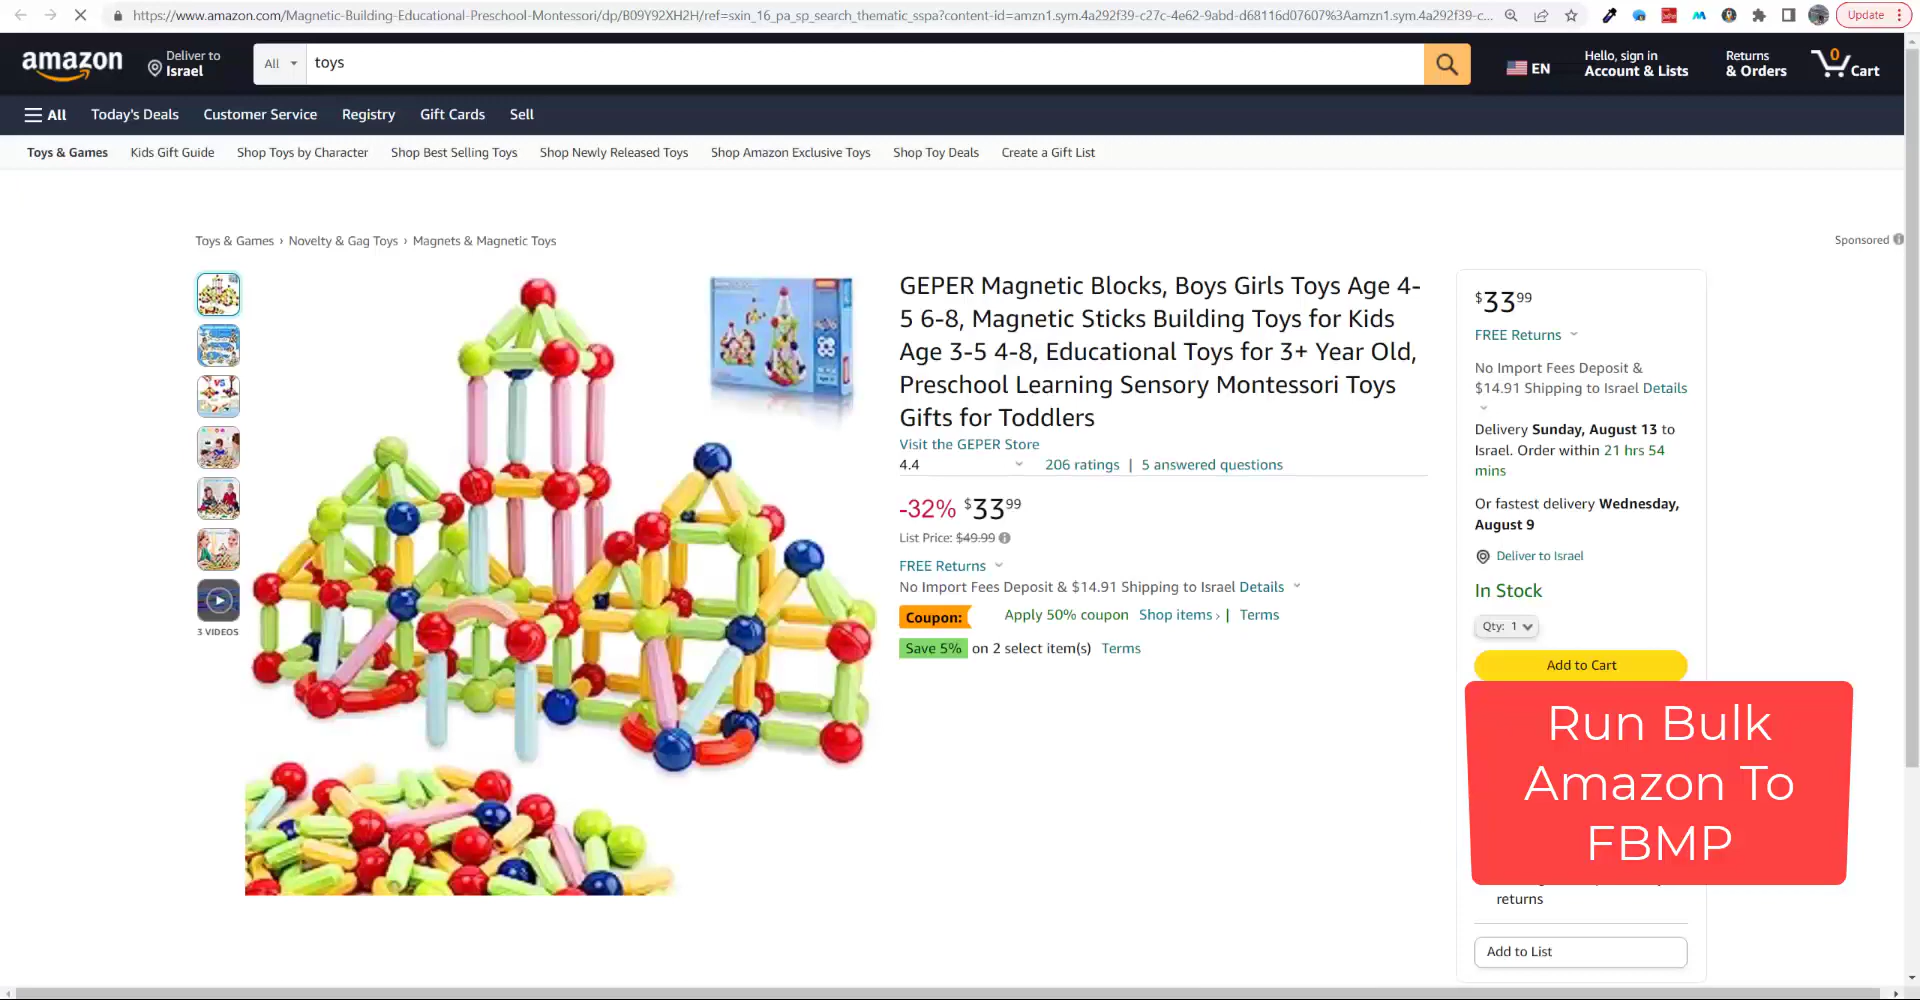 https://www.amazon.com/Magnetic-Building-Educational-Preschool-Montessori/dp/B09Y92XH2H/ref=sxin_16_pa_sp_search_thematic_sspa?content-id=amzn1.sym.4a292f39-c27c-4e62-9abd-d68116d07607%3Aamzn1.sym.4a292f39-c...
Update
amazon
Deliver to
Israel
All
toys
EN
Hello, sign in
Account & Lists
Returns
& Orders
0
Cart
All
Today's Deals
Customer Service
Registry
Gift Cards
Sell
Toys & Games
Kids Gift Guide
Shop Toys by Character
Shop Best Selling Toys
Shop Newly Released Toys
Shop Amazon Exclusive Toys
Shop Toy Deals
Create a Gift List
Toys & Games › Novelty & Gag Toys › Magnets & Magnetic Toys
Sponsored
VS
3 VIDEOS
GEPER Magnetic Blocks, Boys Girls Toys Age 4-
5 6-8, Magnetic Sticks Building Toys for Kids
Age 3-5 4-8, Educational Toys for 3+ Year Old,
Preschool Learning Sensory Montessori Toys
Gifts for Toddlers
Visit the GEPER Store
4.4
206 ratings | 5 answered questions
-32% $33 99
List Price: $49.99
FREE Returns
No Import Fees Deposit & $14.91 Shipping to Israel Details
Coupon: Apply 50% coupon Shop items › | Terms
Save 5% on 2 select item(s) Terms
$33 99
FREE Returns
No Import Fees Deposit &
$14.91 Shipping to Israel Details
Delivery Sunday, August 13 to
Israel. Order within 21 hrs 54
mins
Or fastest delivery Wednesday,
August 9
Deliver to Israel
In Stock
Qty: 1
Add to Cart
Run Bulk
Amazon To
FBMP
returns
Add to List